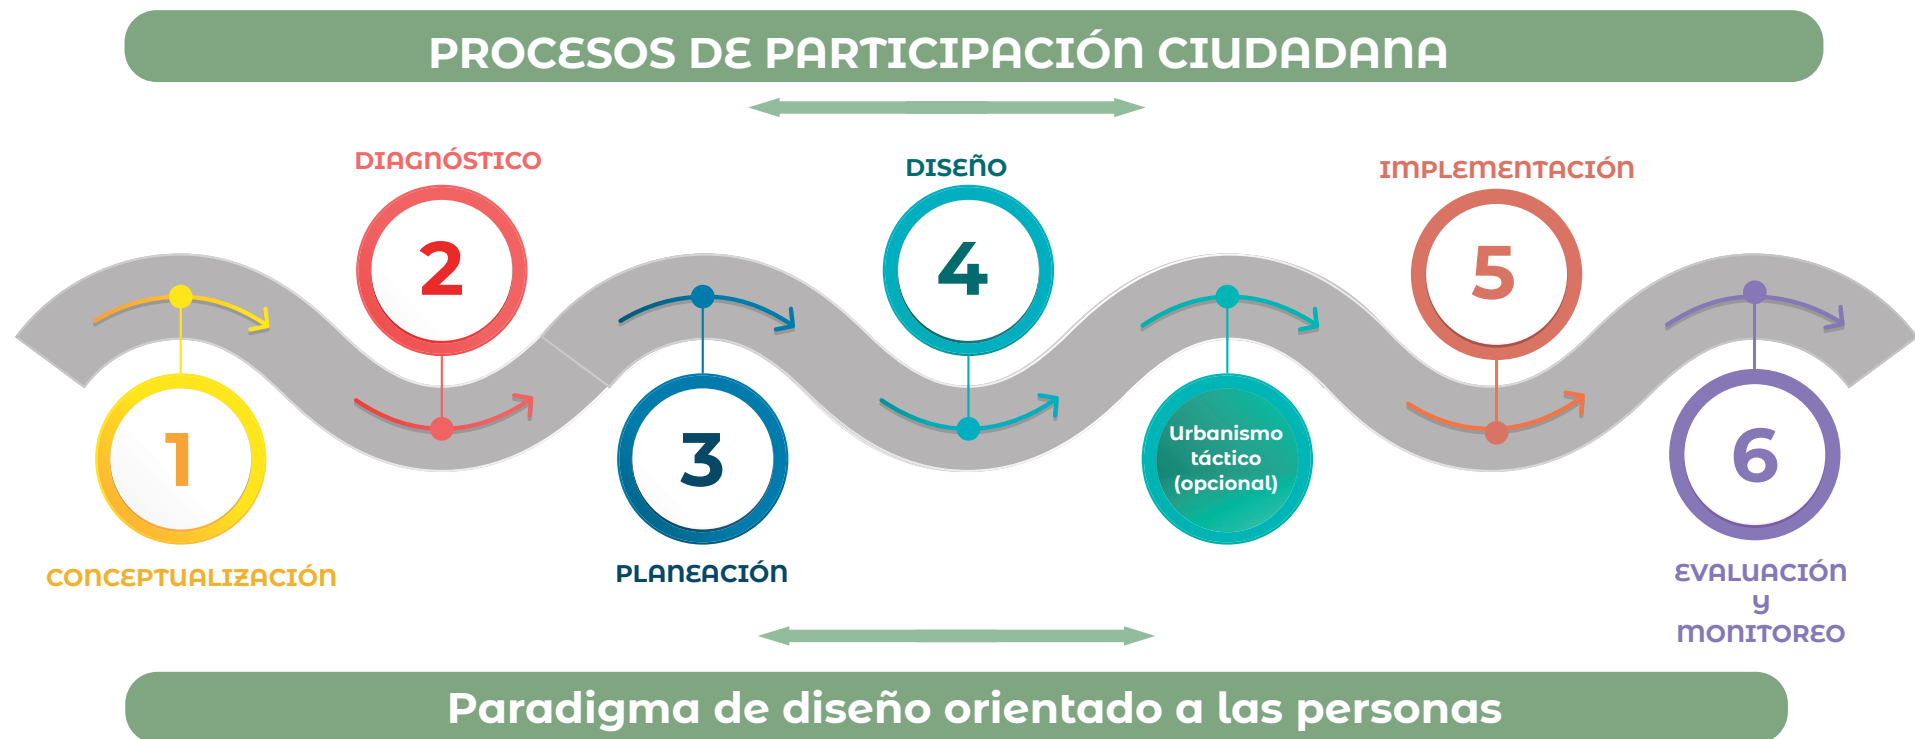 PROCESOS DE PARTICIPACIÓN CIUDADANA
DIAGNÓSTICO
DISEÑO
IMPLEMENTACIÓN
2
4
5
1
3
Urbanismo
táctico
(opcional)
6
CONCEPTUALIZACIÓN
PLANEACIÓN
EVALUACIÓN
y
MONITOREO
Paradigma de diseño orientado a las personas